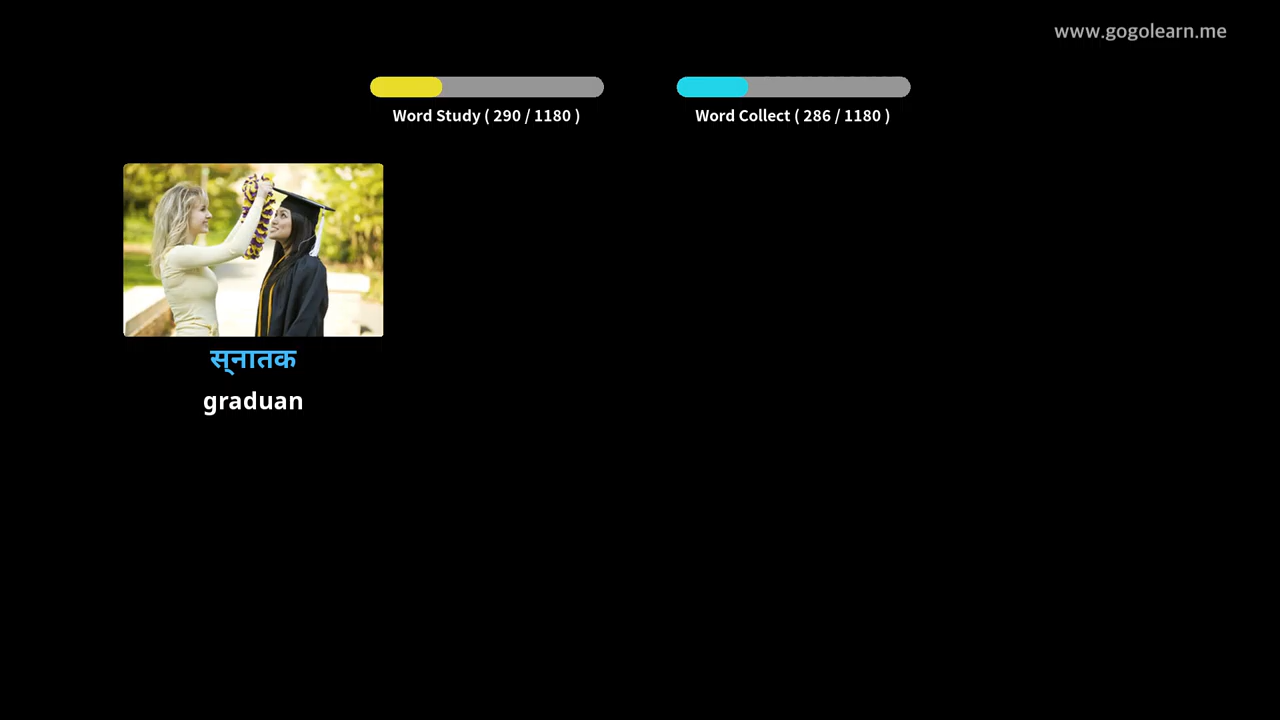 www.gogolearn.me
Word Study ( 290 / 1180 )
Word Collect ( 286 / 1180 )
स्नातक
graduan